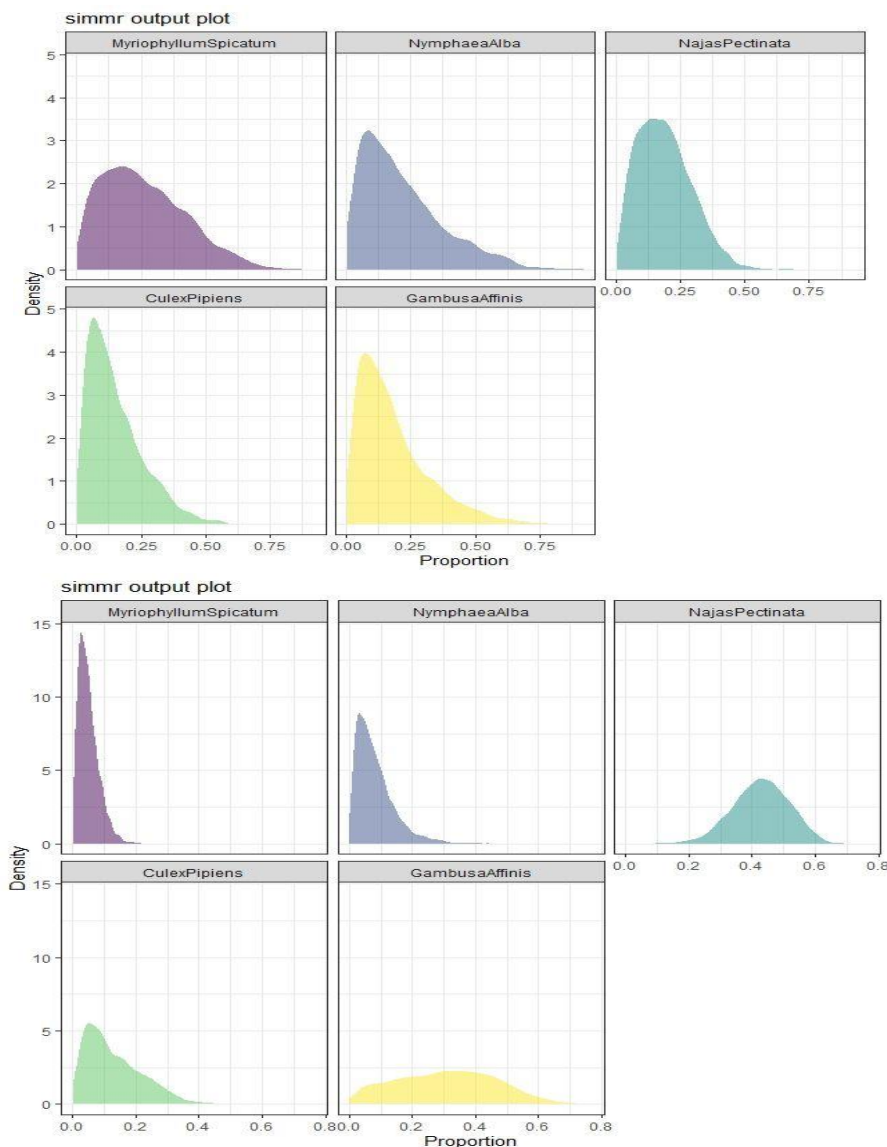 simmr output plot
MyriophyllumSpicatum NymphaeaAlba NajasPectinata
5
4
3
2
1
0
0.00 0.25 0.50 0.75
Density
CulexPipiens GambusaAffinis
5
4
3
2
1
0
0.00 0.25 0.50 0.75 0.00 0.25 0.50 0.75
Proportion
simmr output plot
MyriophyllumSpicatum NymphaeaAlba NajasPectinata
15
10
5
0
0.0 0.2 0.4 0.6 0.8
Density
CulexPipiens GambusaAffinis
15
10
5
0
0.0 0.2 0.4 0.6 0.8 0.0 0.2 0.4 0.6 0.8
Proportion